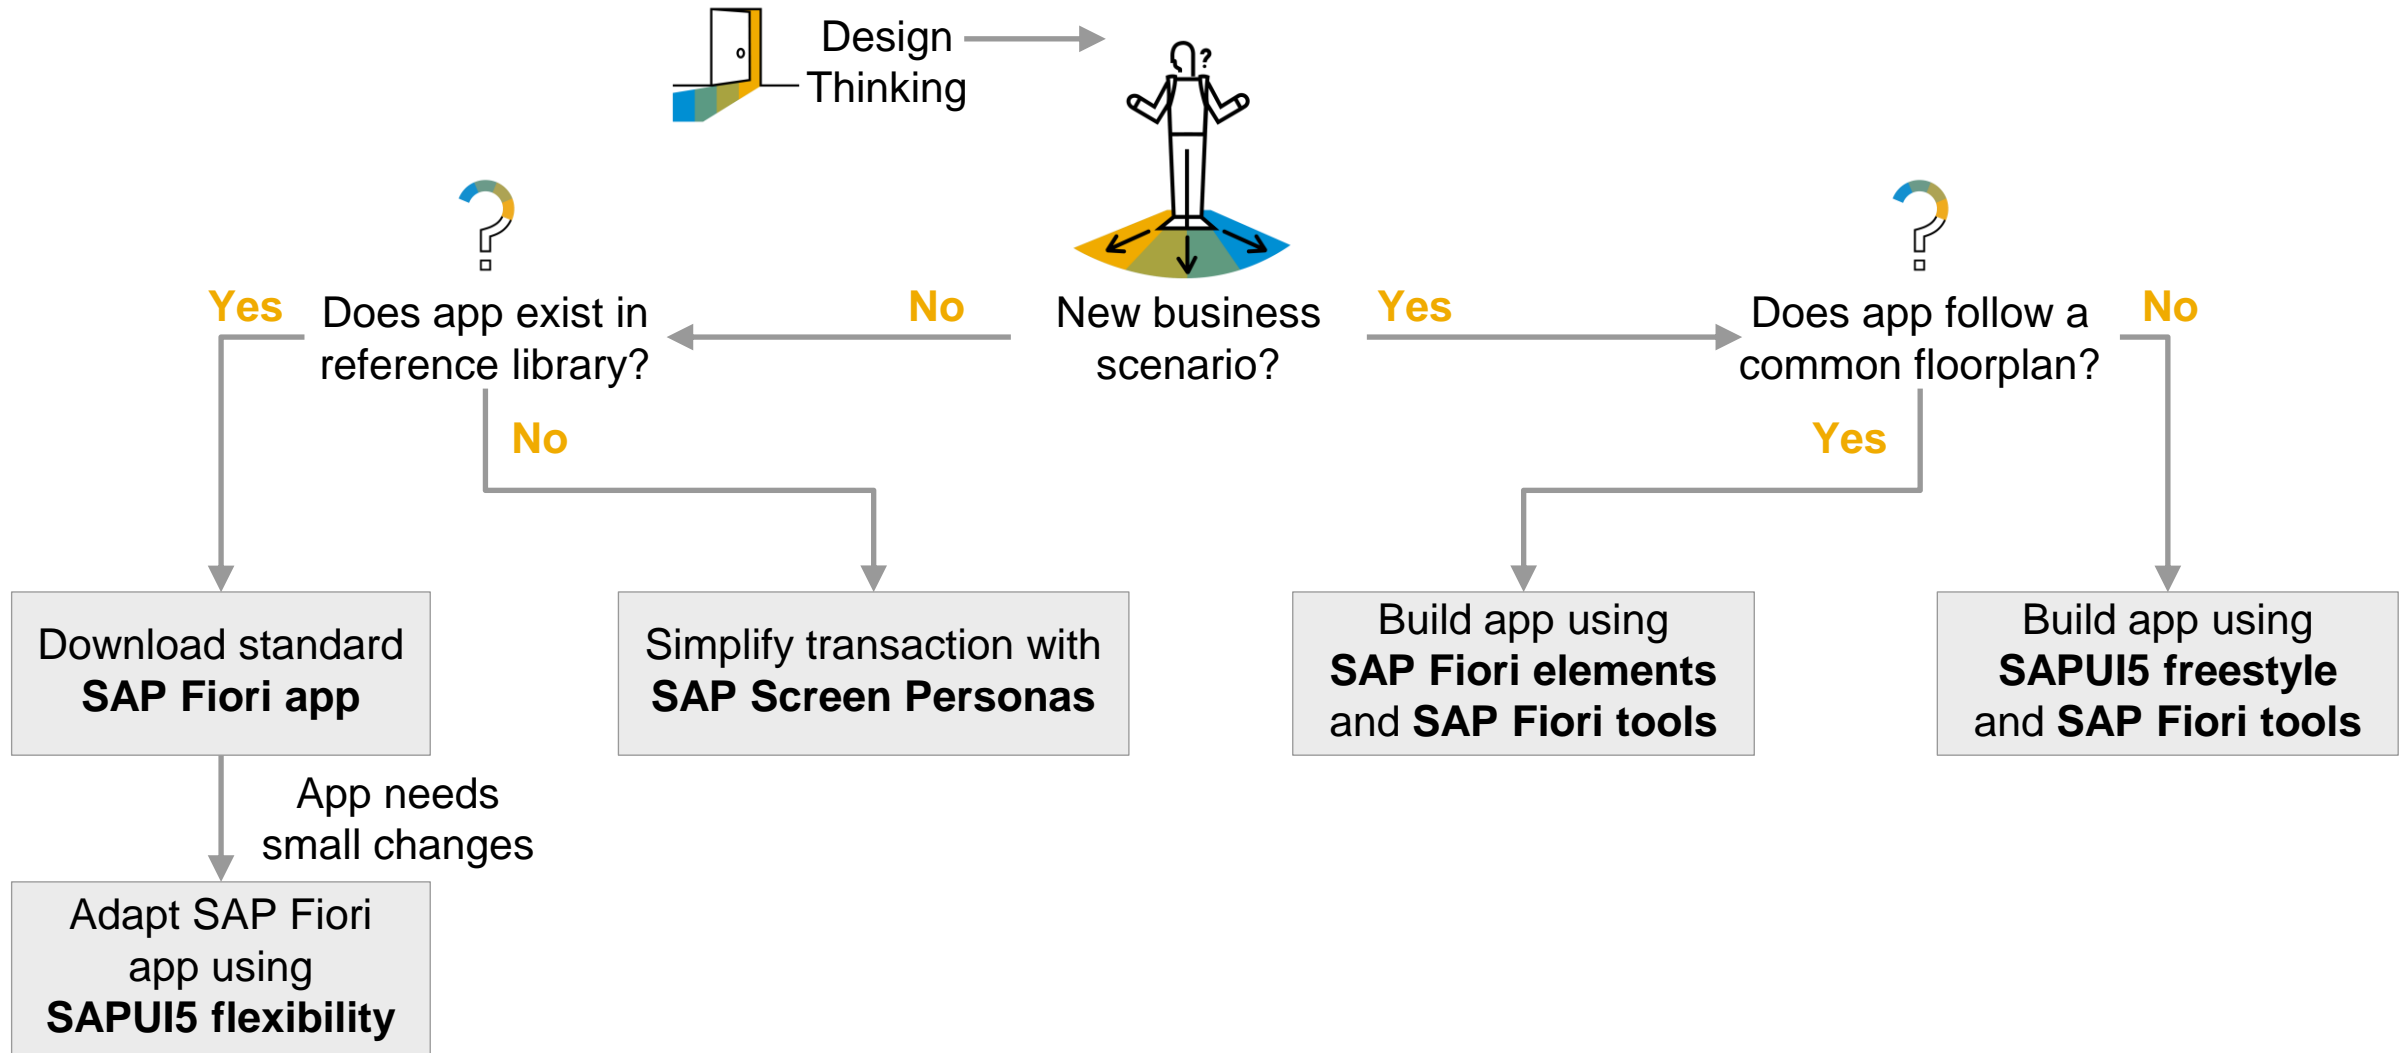 Design
Thinking
?
Yes
Does app exist in
reference library?
No
New business
scenario?
Yes
Does app follow a
common floorplan?
No
No
Yes
Download standard
SAP Fiori app
Simplify transaction with
SAP Screen Personas
Build app using
SAP Fiori elements
and SAP Fiori tools
Build app using
SAPUI5 freestyle
and SAP Fiori tools
App needs
small changes
Adapt SAP Fiori
app using
SAPUI5 flexibility